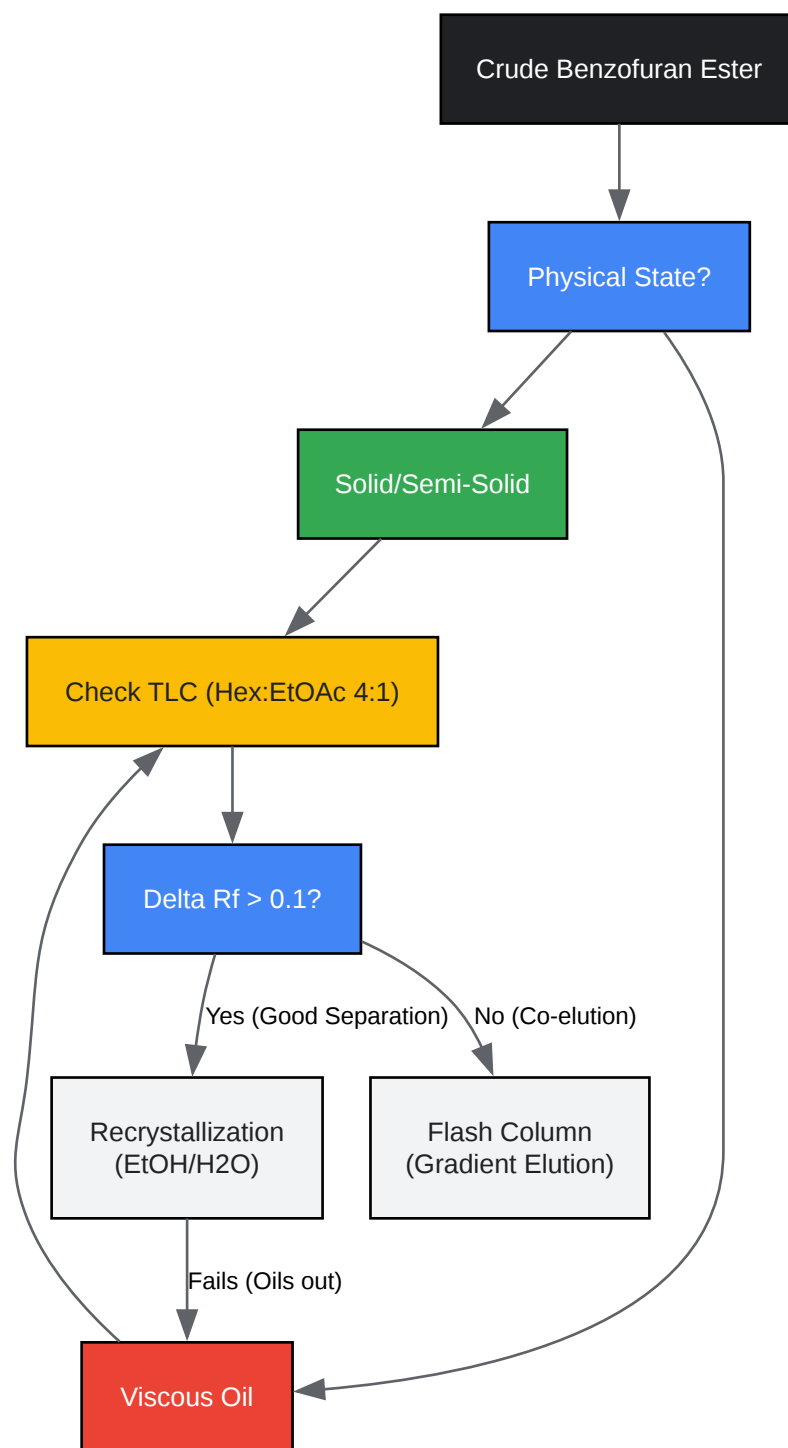 Crude Benzofuran Ester
Physical State?
Solid/Semi-Solid
Check TLC (Hex:EtOAc 4:1)
Delta Rf > 0.1?
Yes (Good Separation)
No (Co-elution)
Recrystallization
(EtOH/H2O)
Flash Column
(Gradient Elution)
Fails (Oils out)
Viscous Oil